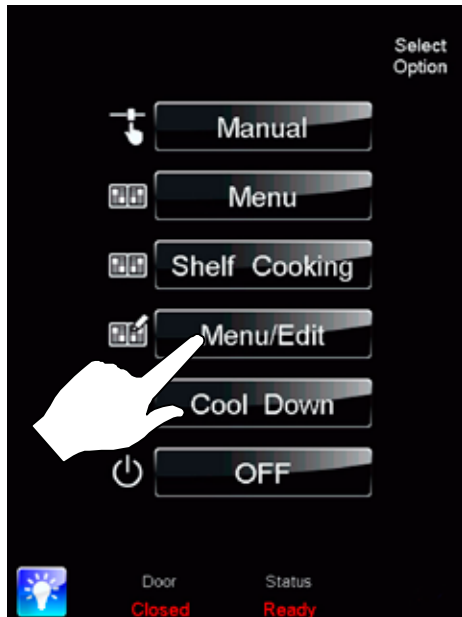 Select
Option
Manual
Menu
Shelf Cooking
Menu/Edit
Cool Down
OFF
Door Status
Closed Ready